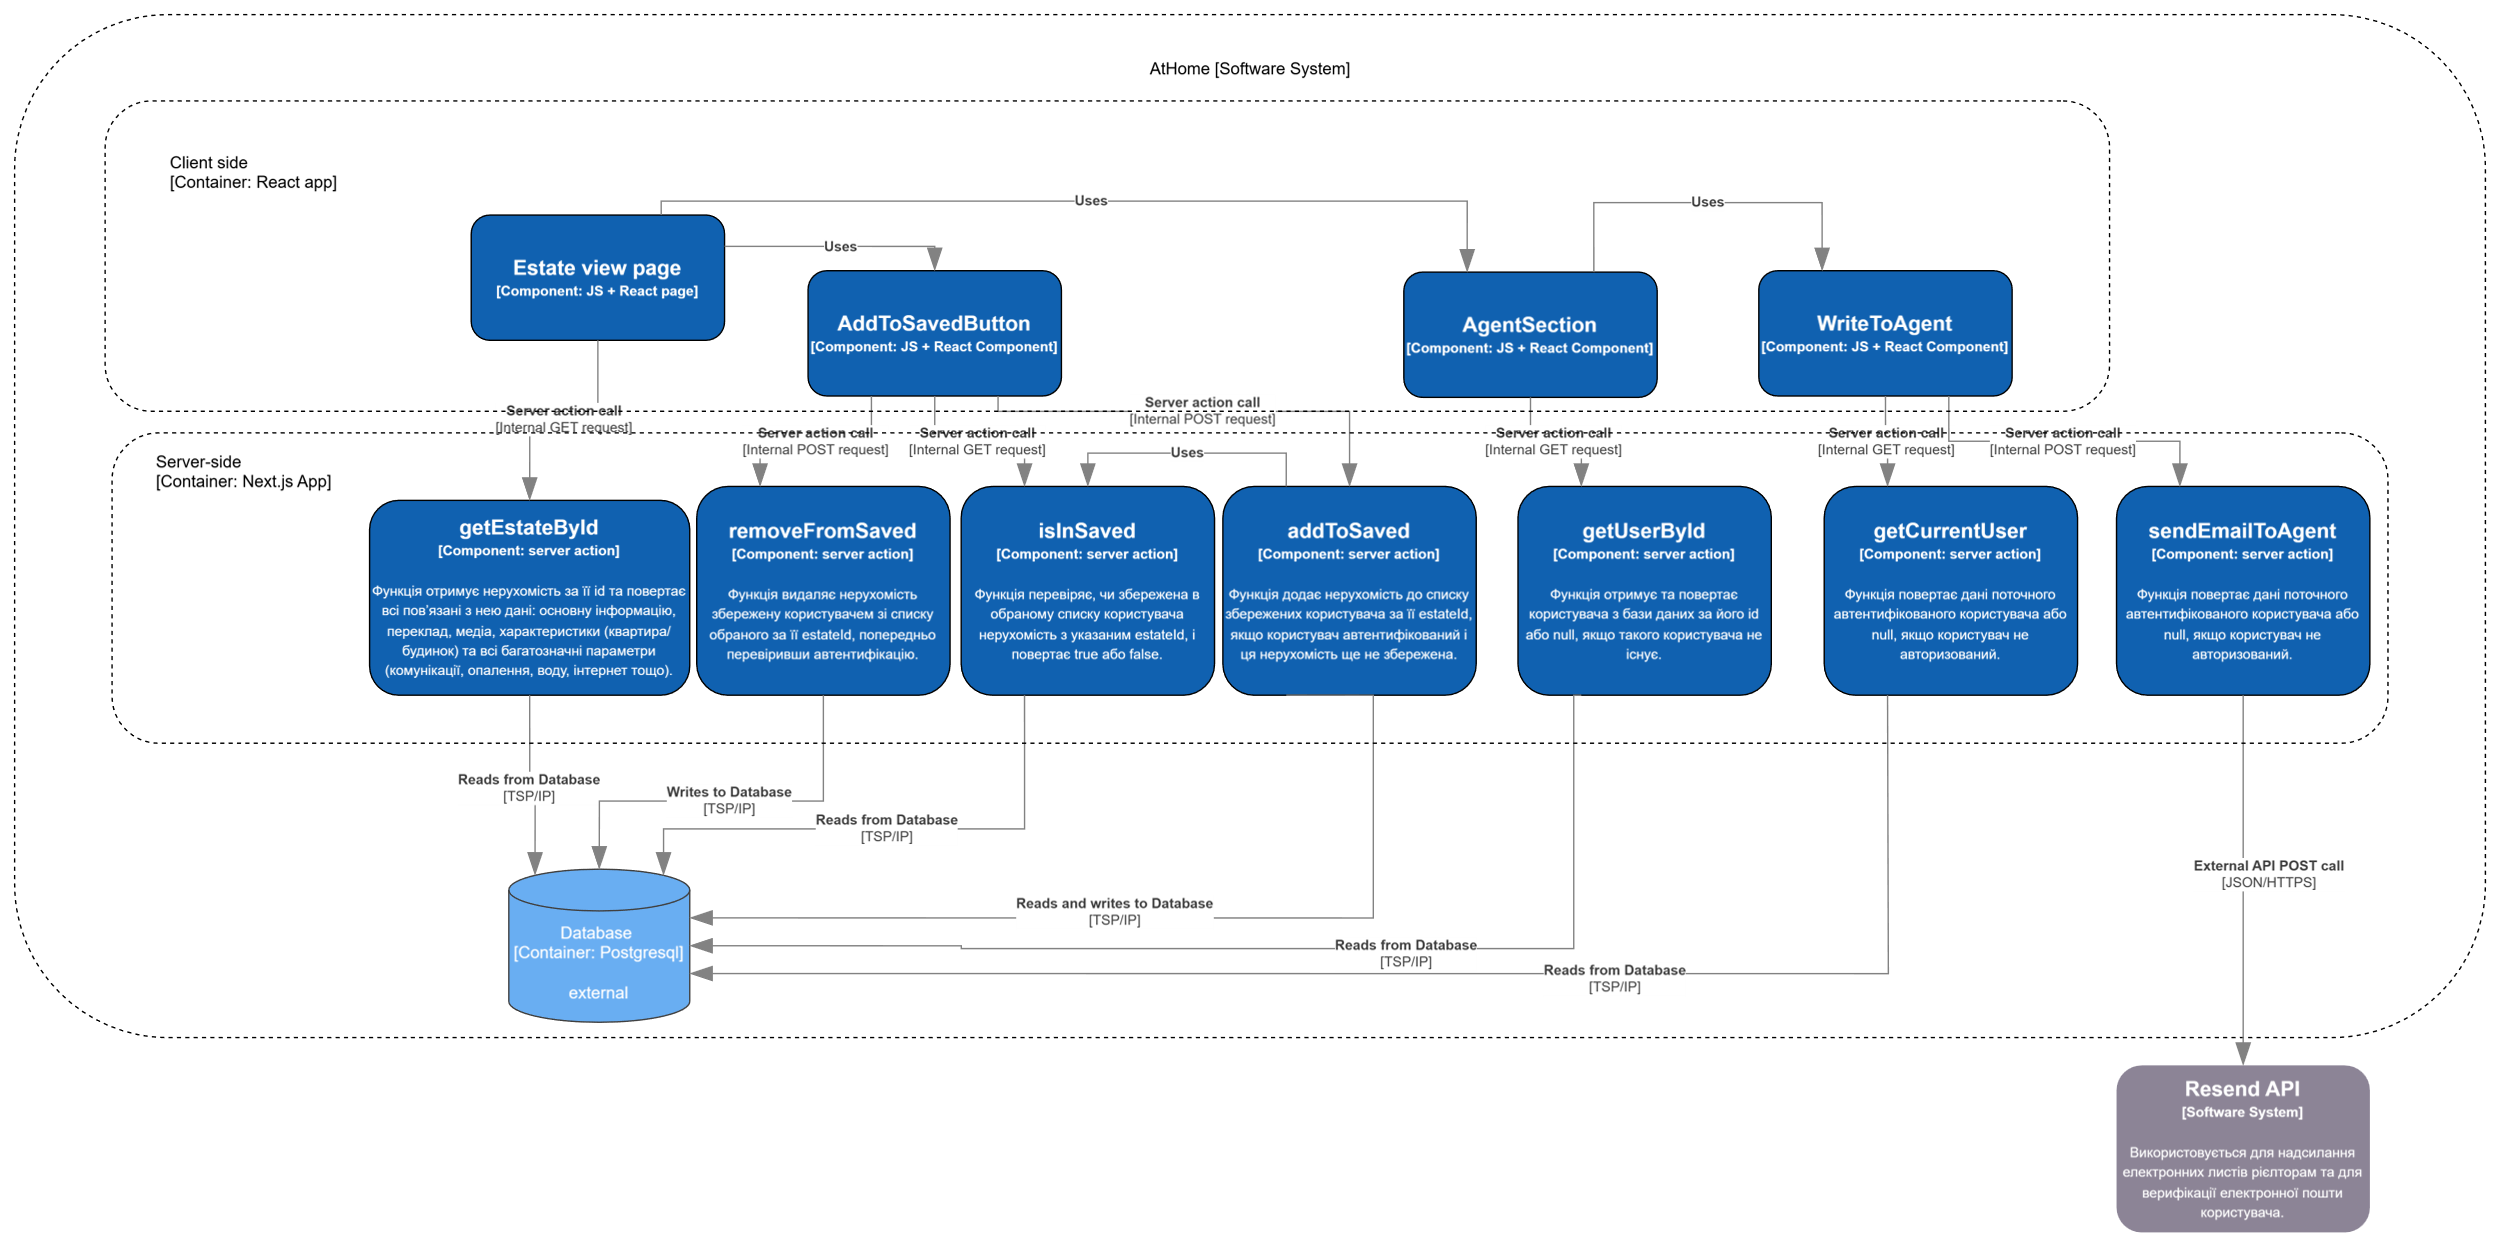 AtHome [Software System]
Client side
[Container: React app]
Uses
Uses
Uses
Estate view page
[Component: JS + React page]
AddToSavedButton
[Component: JS + React Component]
AgentSection
[Component: JS + React Component]
WriteToAgent
[Component: JS + React Component]
Server action call
[Internal GET request]
Server action call
[Internal POST request]
Server action call
[Internal GET request]
Server action call
[Internal POST request]
Server action call
[Internal GET request]
Server action call
[Internal GET request]
Server action call
[Internal POST request]
Uses
Server-side
[Container: Next.js App]
getEstateById
[Component: server action]
Функція отримує нерухомість за її id та повертає
всі пов’язані з нею дані: основну інформацію,
переклад, медіа, характеристики (квартира/
будинок) та всі багатозначні параметри
(комунікації, опалення, воду, інтернет тощо).
removeFromSaved
[Component: server action]
Функція видаляє нерухомість
збережену користувачем зі списку
обраного за її estateId, попередньо
перевіривши автентифікацію.
isInSaved
[Component: server action]
Функція перевіряє, чи збережена в
обраному списку користувача
нерухомість з указаним estateId, і
повертає true або false.
addToSaved
[Component: server action]
Функція додає нерухомість до списку
збережених користувача за її estateId,
якщо користувач автентифікований і
ця нерухомість ще не збережена.
getUserById
[Component: server action]
Функція отримує та повертає
користувача з бази даних за його id
або null, якщо такого користувача не
існує.
getCurrentUser
[Component: server action]
Функція повертає дані поточного
автентифікованого користувача або
null, якщо користувач не
авторизований.
sendEmailToAgent
[Component: server action]
Функція повертає дані поточного
автентифікованого користувача або
null, якщо користувач не
авторизований.
Reads from Database
[TSP/IP]
Writes to Database
[TSP/IP]
Reads from Database
[TSP/IP]
Reads and writes to Database
[TSP/IP]
Reads from Database
[TSP/IP]
Reads from Database
[TSP/IP]
External API POST call
[JSON/HTTPS]
Database
[Container: Postgresql]
external
Resend API
[Software System]
Використовується для надсилання
електронних листів рієлторам та для
верифікації електронної пошти
користувача.